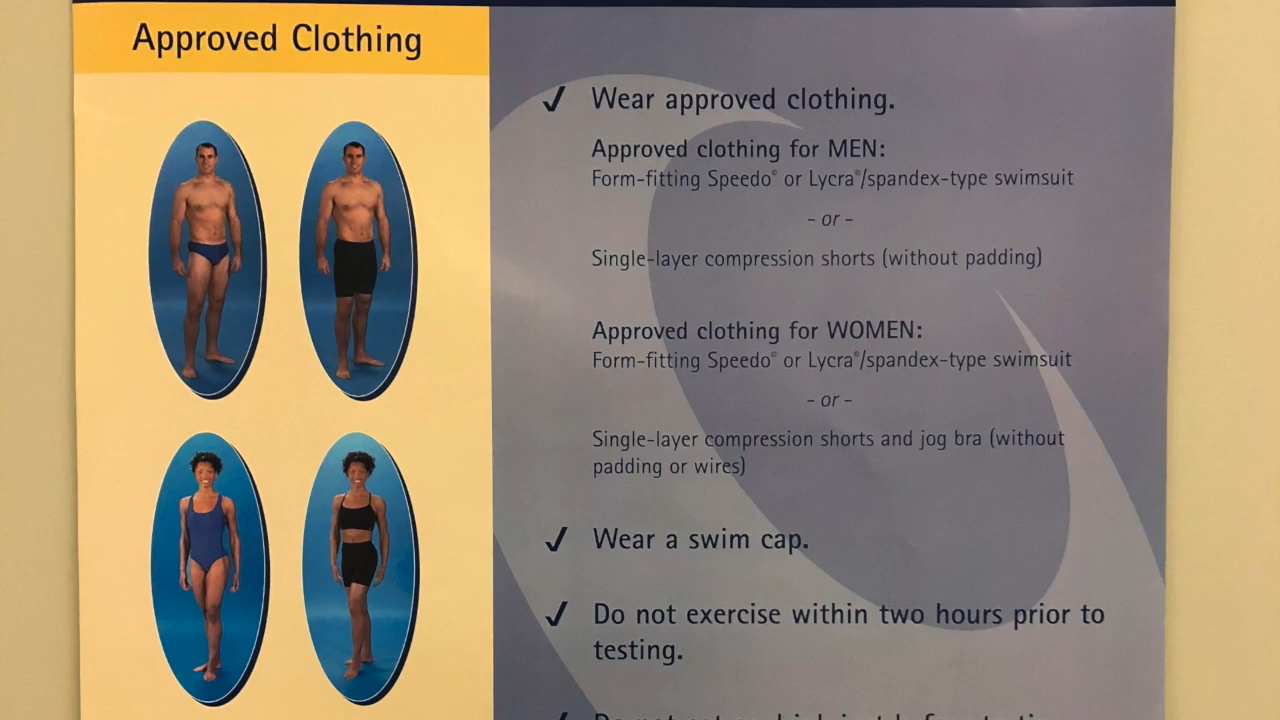 Approved Clothing
✓ Wear approved clothing.
Approved clothing for MEN:
Form-fitting Speedo® or Lycra®/spandex-type swimsuit
- or -
Single-layer compression shorts (without padding)
Approved clothing for WOMEN:
Form-fitting Speedo® or Lycra®/spandex-type swimsuit
- or -
Single-layer compression shorts and jog bra (without
padding or wires)
✓ Wear a swim cap.
✓ Do not exercise within two hours prior to
testing.